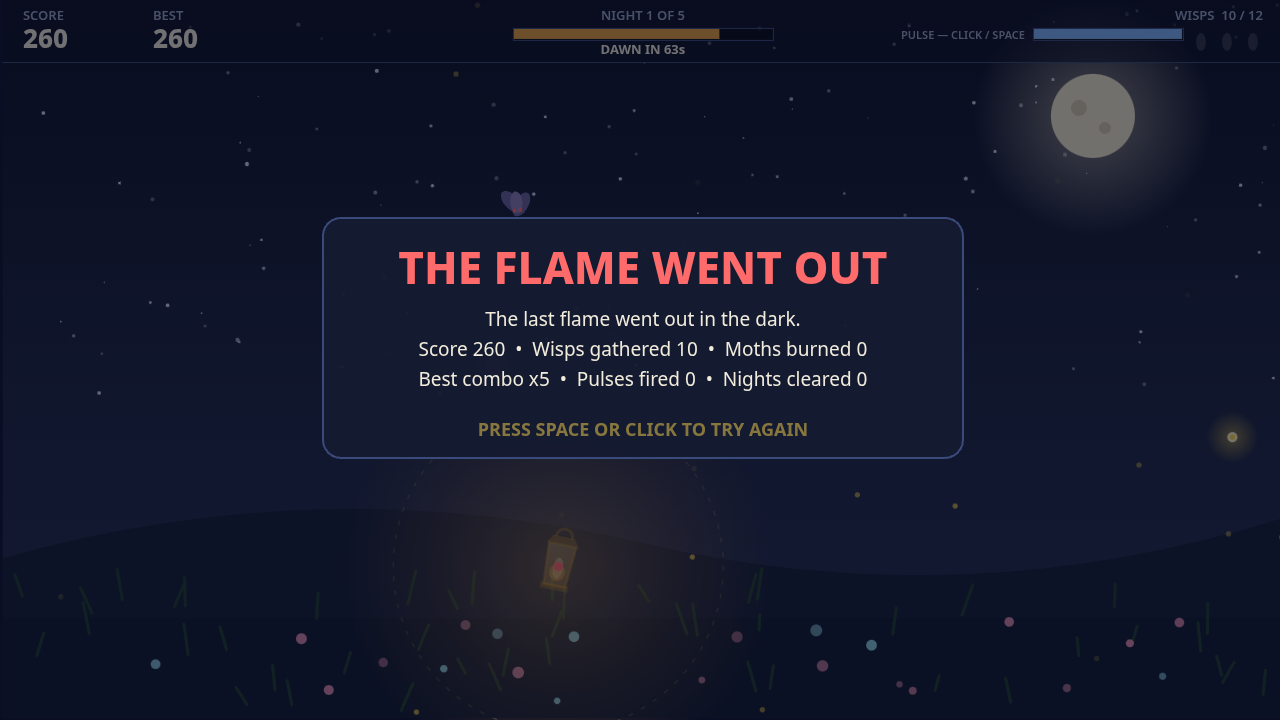 SCORE
260
BEST
260
NIGHT 1 OF 5
DAWN IN 63s
PULSE — CLICK / SPACE
WISPS 10 / 12
THE FLAME WENT OUT
The last flame went out in the dark.
Score 260 • Wisps gathered 10 • Moths burned 0
Best combo x5 • Pulses fired 0 • Nights cleared 0
PRESS SPACE OR CLICK TO TRY AGAIN